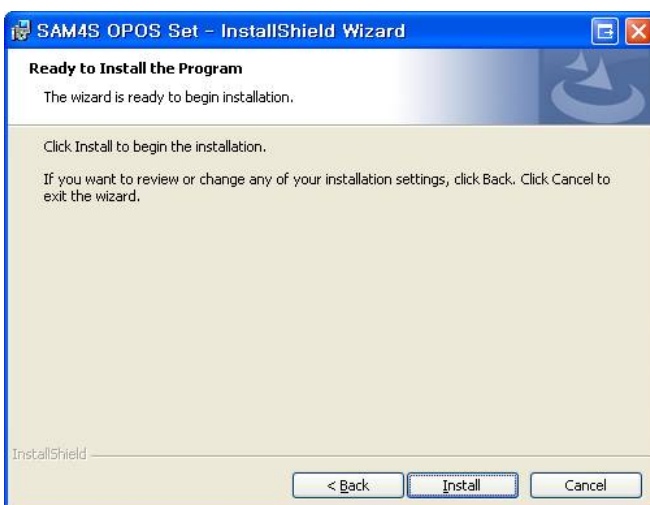 SAM4S OPOS Set - InstallShield Wizard
Ready to Install the Program
The wizard is ready to begin installation.
Click Install to begin the installation.
If you want to review or change any of your installation settings, click Back. Click Cancel to
exit the wizard.
InstallShield
< Back Install Cancel